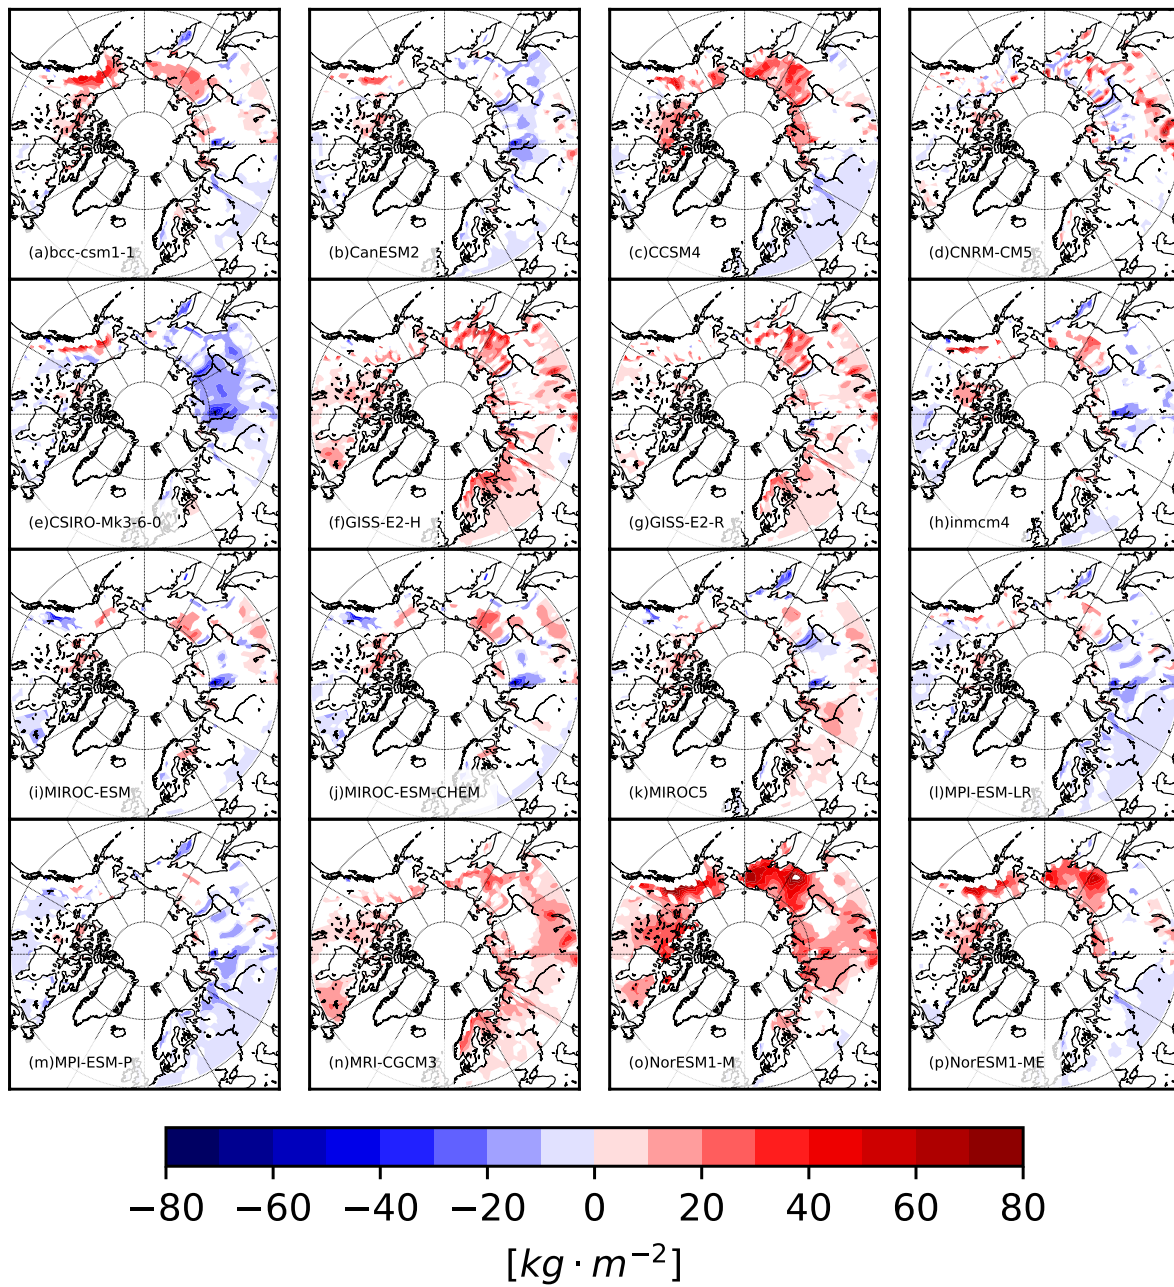 (a)bcc-csm1-1
(b)CanESM2
(c)CCSM4
(d)CNRM-CM5
(e)CSIRO-Mk3-6-0
(f)GISS-E2-H
(g)GISS-E2-R
(h)inmcm4
(i)MIROC-ESM
(j)MIROC-ESM-CHEM
(k)MIROC5
(l)MPI-ESM-LR
(m)MPI-ESM-P
(n)MRI-CGCM3
(o)NorESM1-M
(p)NorESM1-ME
−80 −60 −40 −20 0 20 40 60 80
[kg · m⁻²]